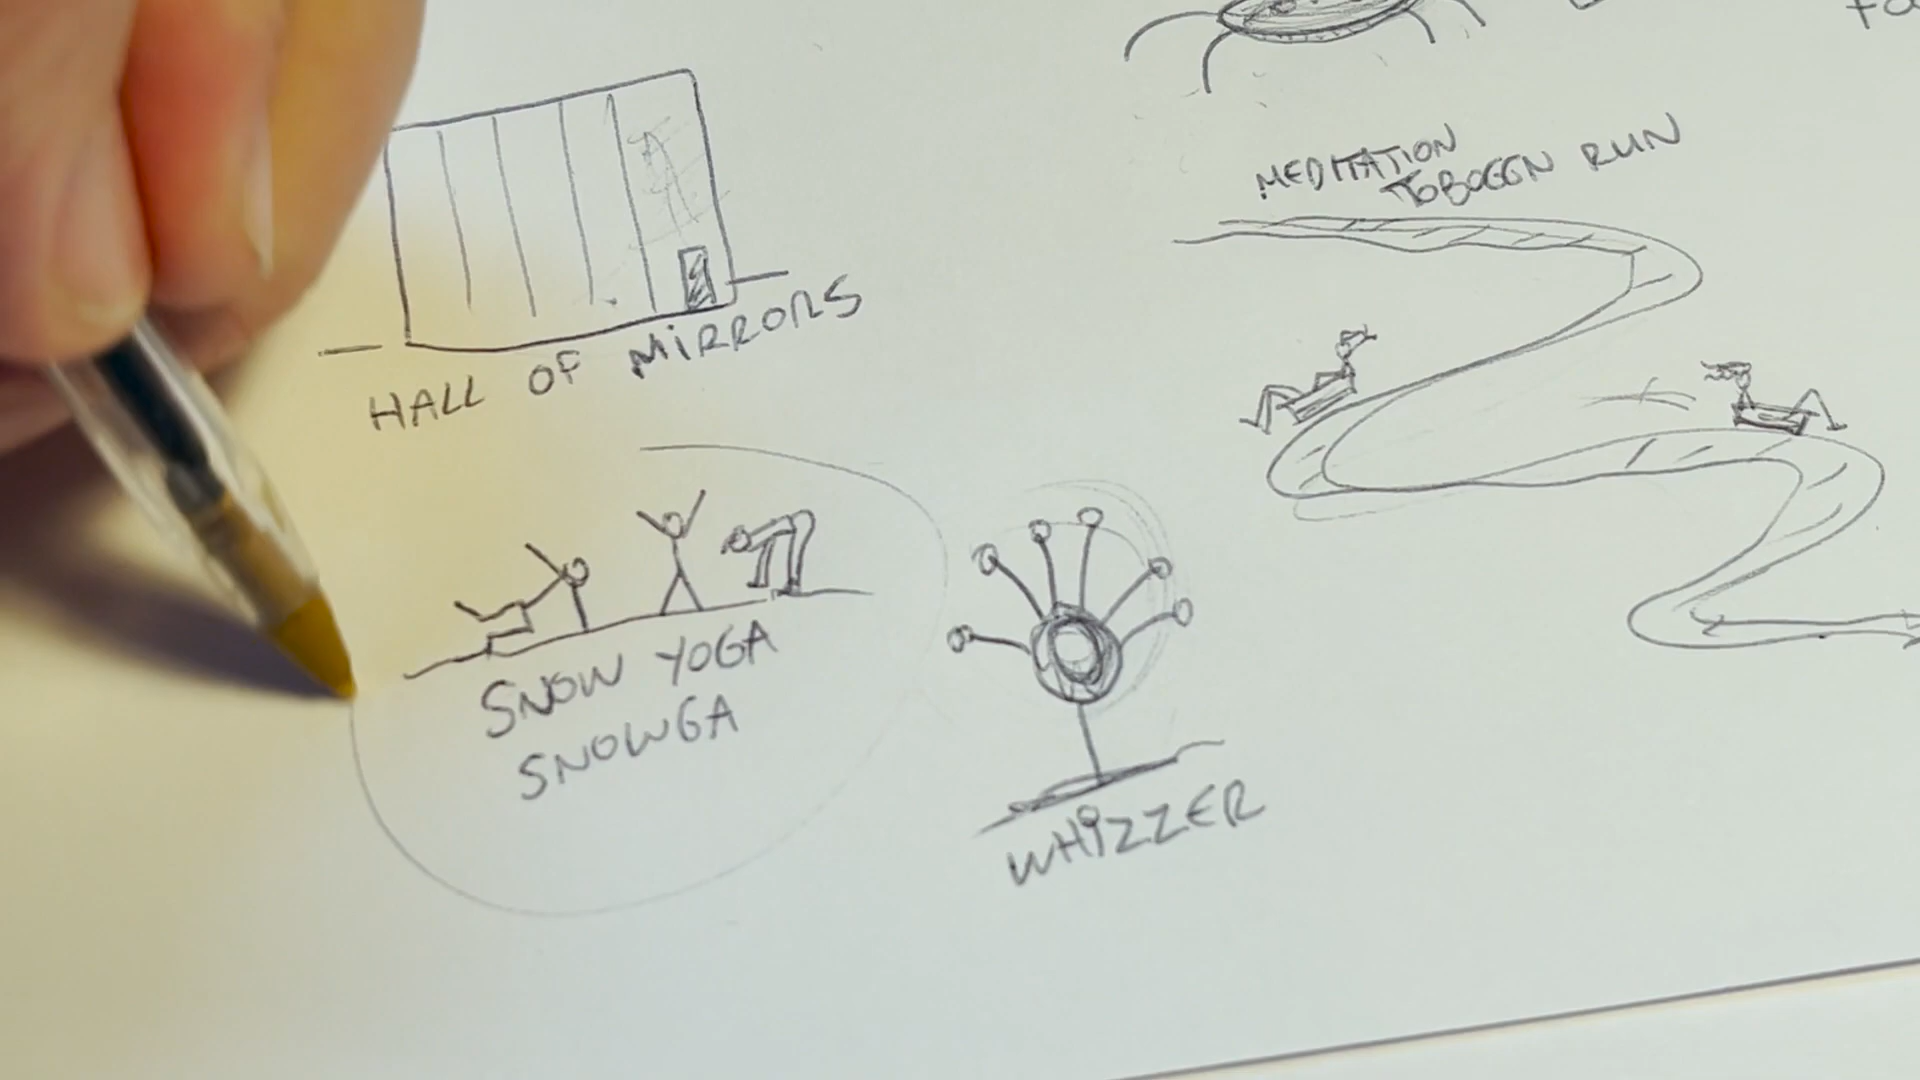 MEDITATION
TOBOGGN RUN
HALL OF MIRRORS
SNOW YOGA
SNOWGA
WHIZZER